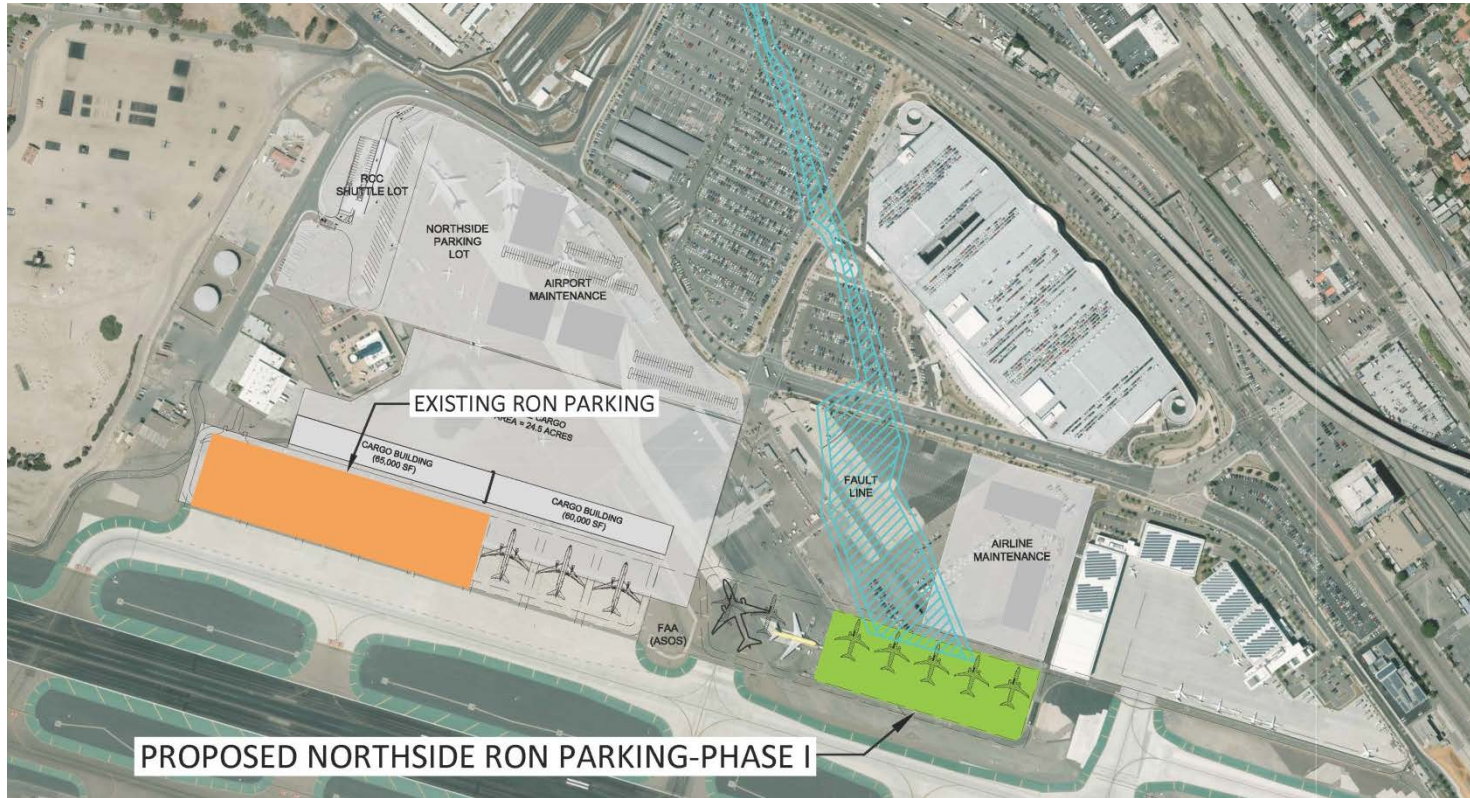 RCC
SHUTTLE LOT
NORTHSIDE
PARKING
LOT
AIRPORT
MAINTENANCE
EXISTING RON PARKING
CARGO
AREA = 24.5 ACRES
CARGO BUILDING
(65,000 SF)
CARGO BUILDING
(60,000 SF)
FAULT
LINE
AIRLINE
MAINTENANCE
FAA
(ASOS)
PROPOSED NORTHSIDE RON PARKING-PHASE I